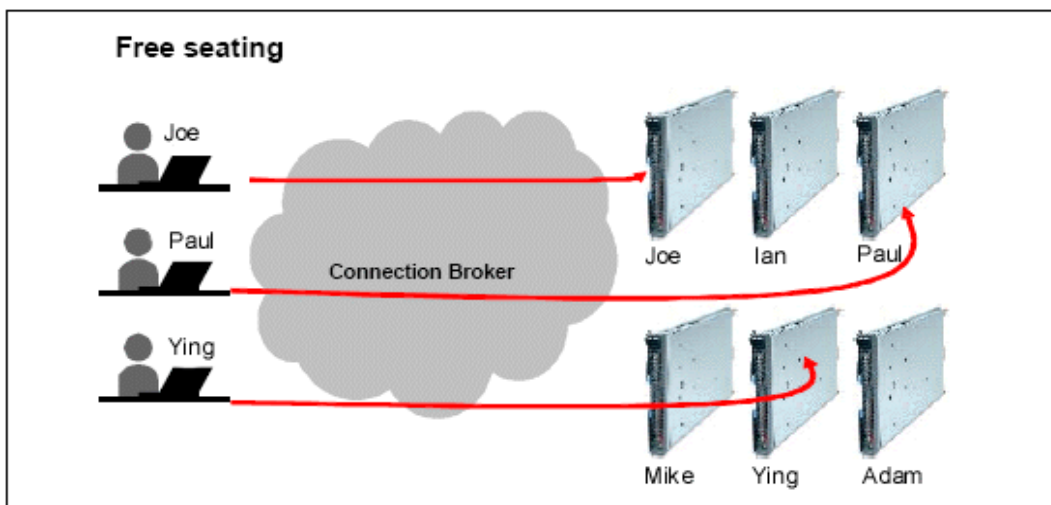 Free seating
Joe
Paul
Ying
Connection Broker
Joe Ian Paul
Mike Ying Adam